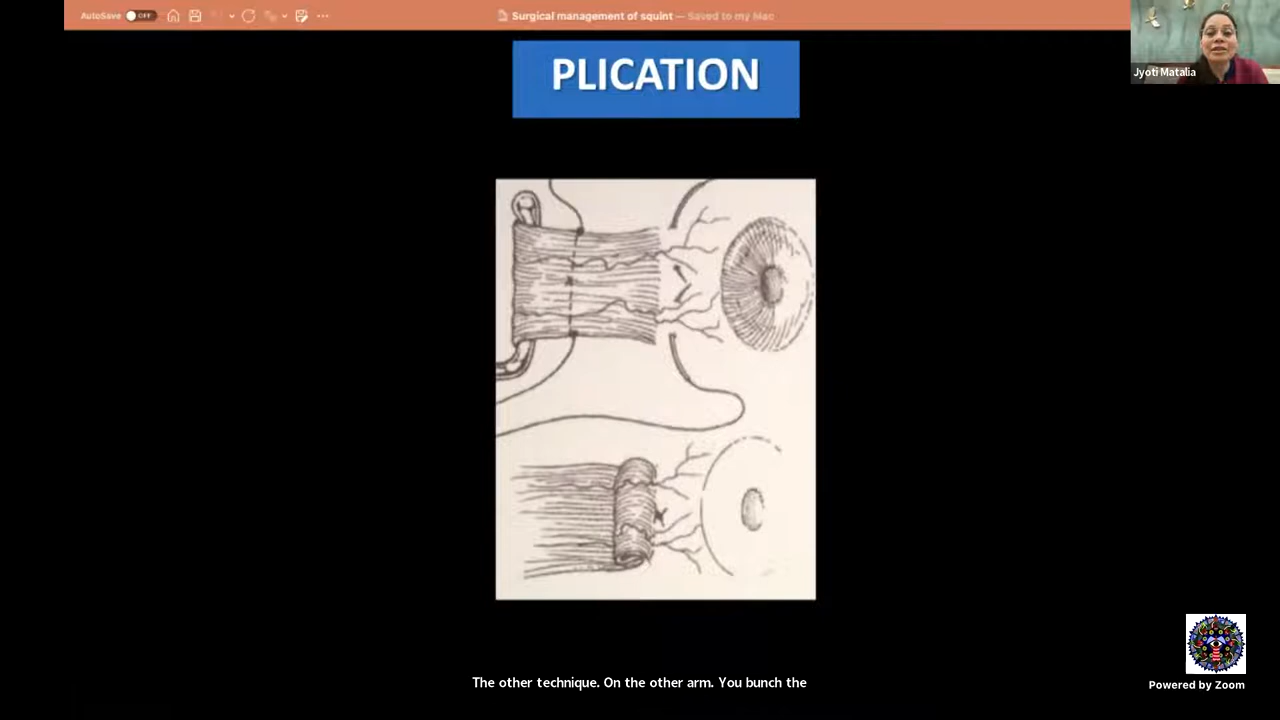 AutoSave OFF
Surgical management of squint — Saved to my Mac
Jyoti Matalia
PLICATION
The other technique. On the other arm. You bunch the
Powered by Zoom